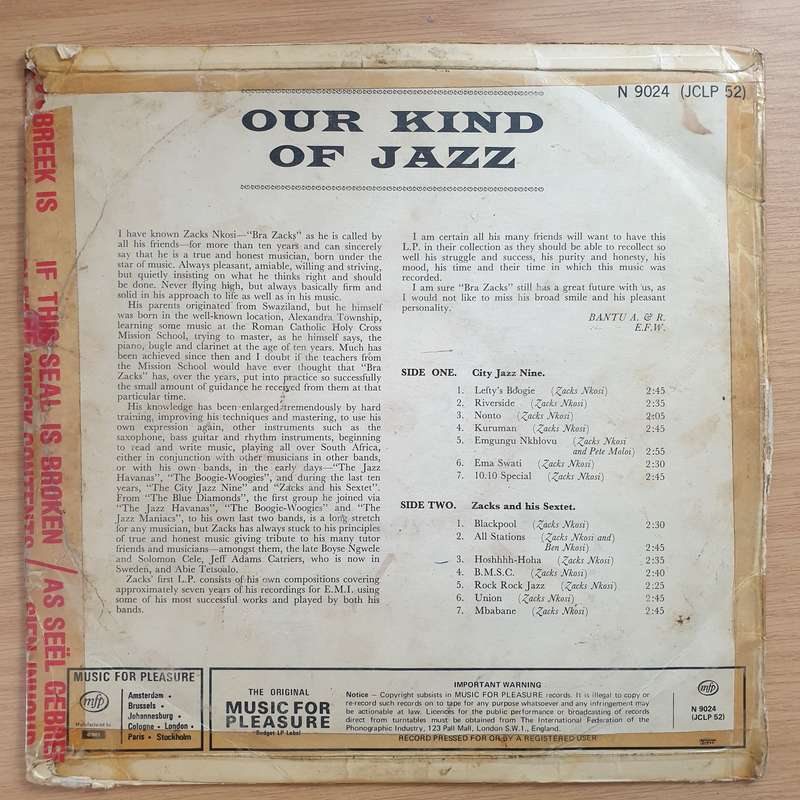 N 9024 (JCLP 52)
OUR KIND
OF JAZZ
I have known Zacks Nkosi—"Bra Zacks" as he is called by
all his friends—for more than ten years and can sincerely
say that he is a true and honest musician, born under the
star of music. Always pleasant, amiable, willing and striving,
but quietly insisting on what he thinks right and should
be done. Never flying high, but always basically firm and
solid in his approach to life as well as in his music.
His parents originated from Swaziland, but he himself
was born in the well-known location, Alexandra Township,
learning some music at the Roman Catholic Holy Cross
Mission School, trying to master, as he himself says, the
piano, bugle and clarinet at the age of ten years. Much has
been achieved since then and I doubt if the teachers from
the Mission School would have ever thought that "Bra
Zacks" has, over the years, put into practice so successfully
the small amount of guidance he received from them at that
particular time.
His knowledge has been enlarged tremendously by hard
training, improving his techniques and mastering, to use his
own expression again, other instruments such as the
saxophone, bass guitar and rhythm instruments, beginning
to read and write music, playing all over South Africa,
either in conjunction with other musicians in other bands,
or with his own bands, in the early days—"The Jazz
Havanas", "The Boogie-Woogies", and during the last ten
years, "The City Jazz Nine" and "Zacks and his Sextet".
From "The Blue Diamonds", the first group he joined via
"The Jazz Havanas", "The Boogie-Woogies" and "The
Jazz Maniacs", to his own last two bands, is a long stretch
for any musician, but Zacks has always stuck to his principles
of true and honest music giving tribute to his many tutor
friends and musicians—amongst them, the late Boyse Ngwele
and Solomon Cele, Jeff Adams Catriers, who is now in
Sweden, and Abie Tetsoalo.
Zacks' first L.P. consists of his own compositions covering
approximately seven years of his recordings for E.M.I. using
some of his most successful works and played by both his
bands.
I am certain all his many friends will want to have this
L.P. in their collection as they should be able to recollect so
well his struggle and success, his purity and honesty, his
mood, his time and their time in which this music was
recorded.
I am sure "Bra Zacks" still has a great future with us, as
I would not like to miss his broad smile and his pleasant
personality.
BANTU A. & R.
E.F.W.
SIDE ONE. City Jazz Nine.
1. Lefty's Boogie (Zacks Nkosi) 2:45
2. Riverside (Zacks Nkosi) 2:35
3. Nonto (Zacks Nkosi) 2:05
4. Kuruman (Zacks Nkosi) 2:45
5. Emgungu Nkhlovu (Zacks Nkosi
and Pete Moloi) 2:55
6. Ema Swati (Zacks Nkosi) 2:30
7. 10.10 Special (Zacks Nkosi) 2:45
SIDE TWO. Zacks and his Sextet.
1. Blackpool (Zacks Nkosi) 2:30
2. All Stations (Zacks Nkosi and)
Ben Nkosi) 2:45
3. Hoshhhh-Hoha (Zacks Nkosi) 2:35
4. B.M.S.C. (Zacks Nkosi) 2:40
5. Rock Rock Jazz (Zacks Nkosi) 2:25
6. Union (Zacks Nkosi) 2:45
7. Mbabane (Zacks Nkosi) 2:45
BREEK IS IF THIS SEAL IS BROKEN / AS SEËL GEBREEK
CONTENTS
MUSIC FOR PLEASURE
mfp
Manufactured by
EMI
Amsterdam •
Brussels •
Johannesburg •
Cologne • London •
Paris • Stockholm
THE ORIGINAL
MUSIC FOR
PLEASURE
Budget LP Label
IMPORTANT WARNING
Notice – Copyright subsists in MUSIC FOR PLEASURE records. It is illegal to copy or
re-record such records on to tape for any purpose whatsoever and any infringement may
be actionable at law. Licences for the public performance or broadcasting of records
direct from turntables must be obtained from The International Federation of the
Phonographic Industry, 123 Pall Mall, London S.W.1., England.
RECORD PRESSED FOR OR BY A REGISTERED USER
mfp
N 9024
(JCLP 52)